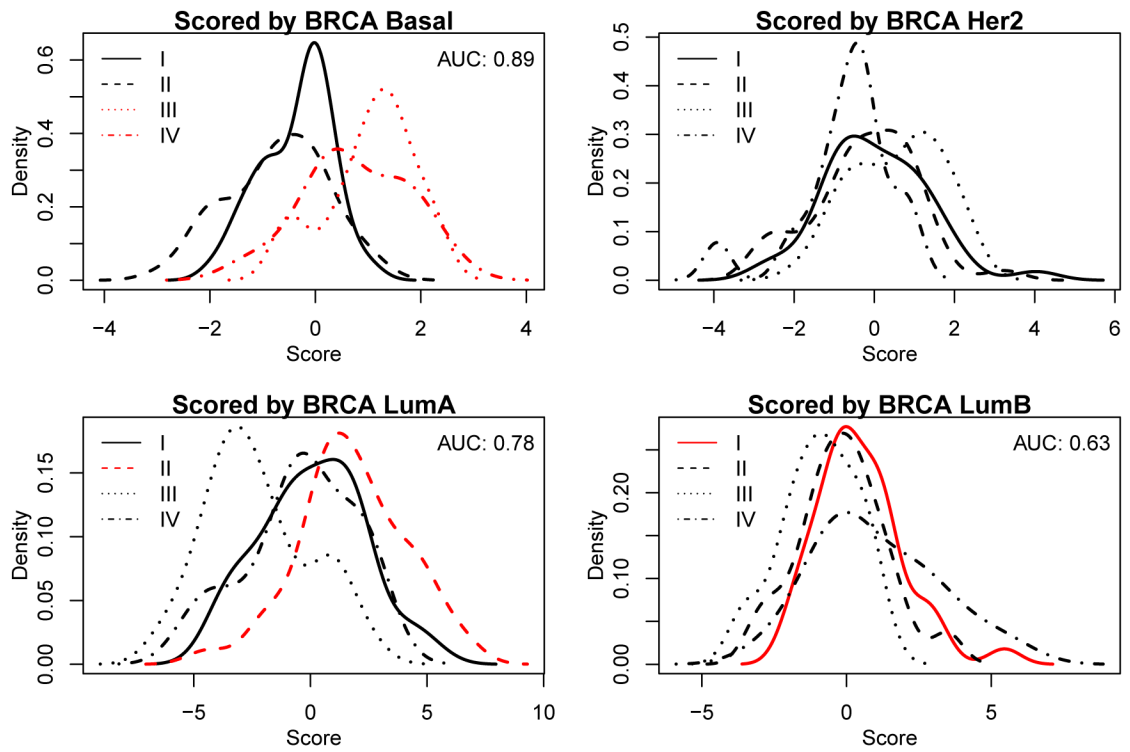 Scored by BRCA Basal
I
II
III
IV
AUC: 0.89
Density
0.0
0.2
0.4
0.6
−4
−2
0
2
4
Score
Scored by BRCA Her2
I
II
III
IV
Density
0.0
0.1
0.2
0.3
0.4
0.5
−4
−2
0
2
4
6
Score
Scored by BRCA LumA
I
II
III
IV
AUC: 0.78
Density
0.00
0.05
0.10
0.15
−5
0
5
10
Score
Scored by BRCA LumB
I
II
III
IV
AUC: 0.63
Density
0.00
0.10
0.20
−5
0
5
Score